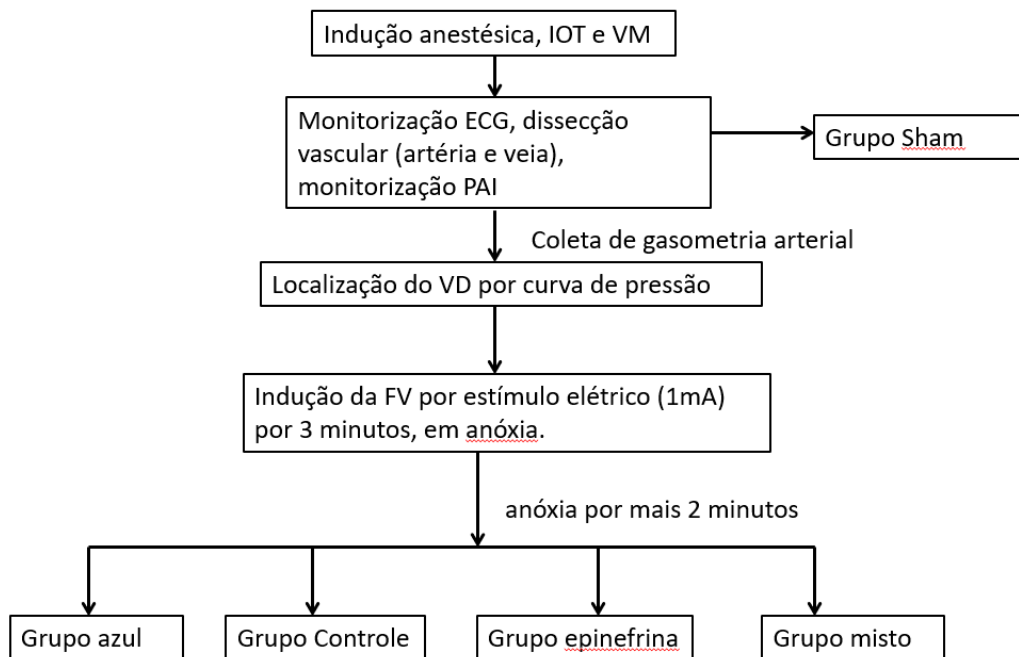 Indução anestésica, IOT e VM
Monitorização ECG, dissecção
vascular (artéria e veia),
monitorização PAI
Grupo Sham
Coleta de gasometria arterial
Localização do VD por curva de pressão
Indução da FV por estímulo elétrico (1mA)
por 3 minutos, em anóxia.
anóxia por mais 2 minutos
Grupo azul
Grupo Controle
Grupo epinefrina
Grupo misto